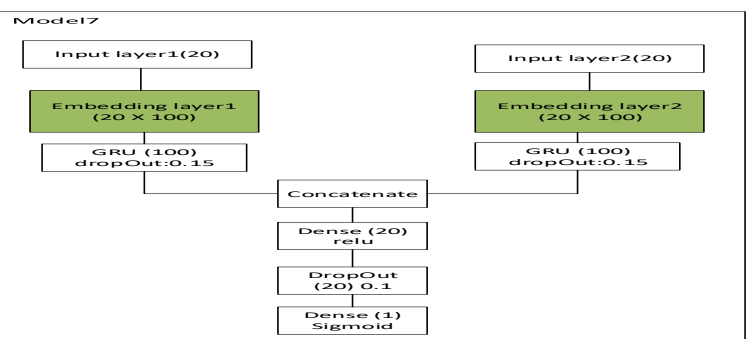 Model7
Input layer1(20)
Input layer2(20)
Embedding layer1
(20 X 100)
Embedding layer2
(20 X 100)
GRU (100)
dropOut:0.15
GRU (100)
dropOut:0.15
Concatenate
Dense (20)
relu
DropOut
(20) 0.1
Dense (1)
Sigmoid